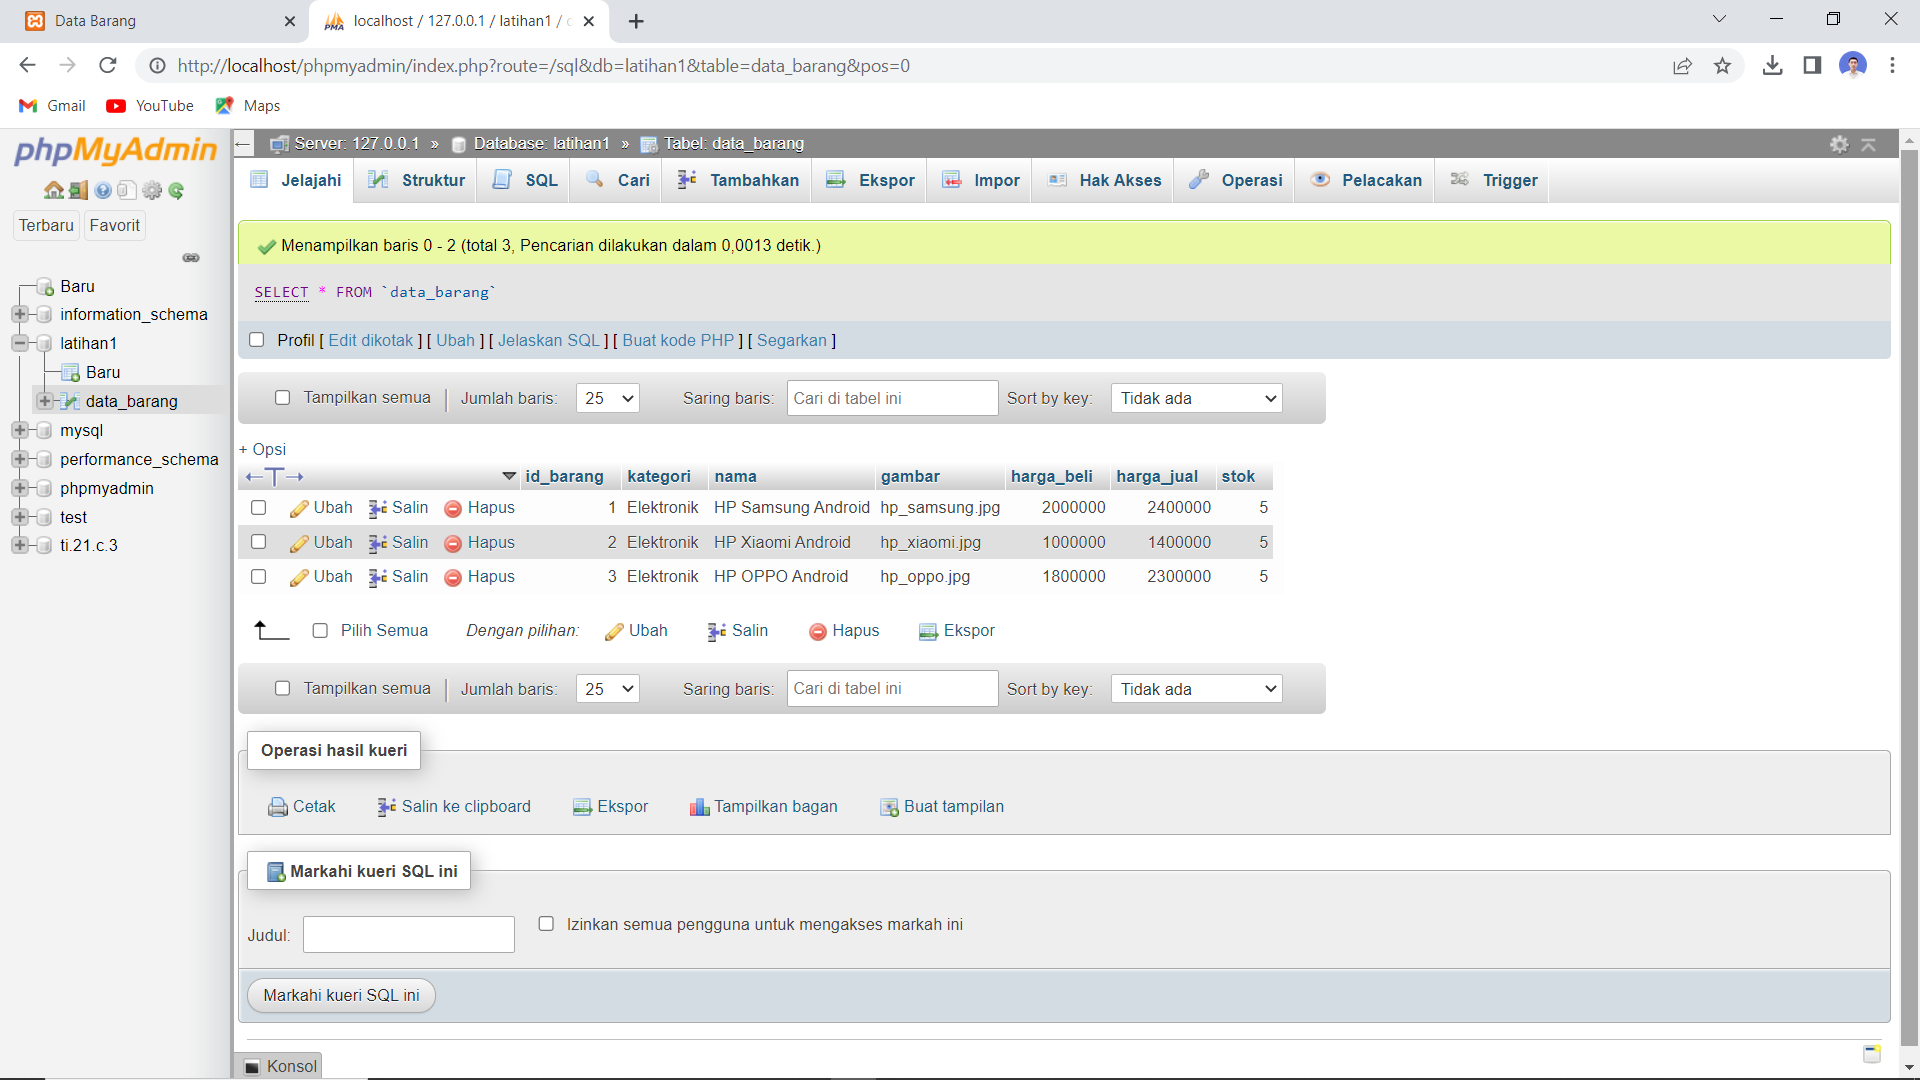 Data Barang
localhost / 127.0.0.1 / latihan1 /
http://localhost/phpmyadmin/index.php?route=/sql&db=latihan1&table=data_barang&pos=0
Gmail YouTube Maps
phpMyAdmin
Terbaru Favorit
Baru
information_schema
latihan1
Baru
data_barang
mysql
performance_schema
phpmyadmin
test
ti.21.c.3
Server: 127.0.0.1 » Database: latihan1 » Tabel: data_barang
Jelajahi Struktur SQL Cari Tambahkan Ekspor Impor Hak Akses Operasi Pelacakan Trigger
Menampilkan baris 0 - 2 (total 3, Pencarian dilakukan dalam 0,0013 detik.)
SELECT * FROM `data_barang`
Profil [ Edit dikotak ] [ Ubah ] [ Jelaskan SQL ] [ Buat kode PHP ] [ Segarkan ]
Tampilkan semua | Jumlah baris: 25 Saring baris: Cari di tabel ini Sort by key: Tidak ada
+ Opsi
←T→ id_barang kategori nama gambar harga_beli harga_jual stok
Ubah Salin Hapus 1 Elektronik HP Samsung Android hp_samsung.jpg 2000000 2400000 5
Ubah Salin Hapus 2 Elektronik HP Xiaomi Android hp_xiaomi.jpg 1000000 1400000 5
Ubah Salin Hapus 3 Elektronik HP OPPO Android hp_oppo.jpg 1800000 2300000 5
Pilih Semua Dengan pilihan: Ubah Salin Hapus Ekspor
Tampilkan semua | Jumlah baris: 25 Saring baris: Cari di tabel ini Sort by key: Tidak ada
Operasi hasil kueri
Cetak Salin ke clipboard Ekspor Tampilkan bagan Buat tampilan
Markahi kueri SQL ini
Judul: Izinkan semua pengguna untuk mengakses markah ini
Markahi kueri SQL ini
Konsol